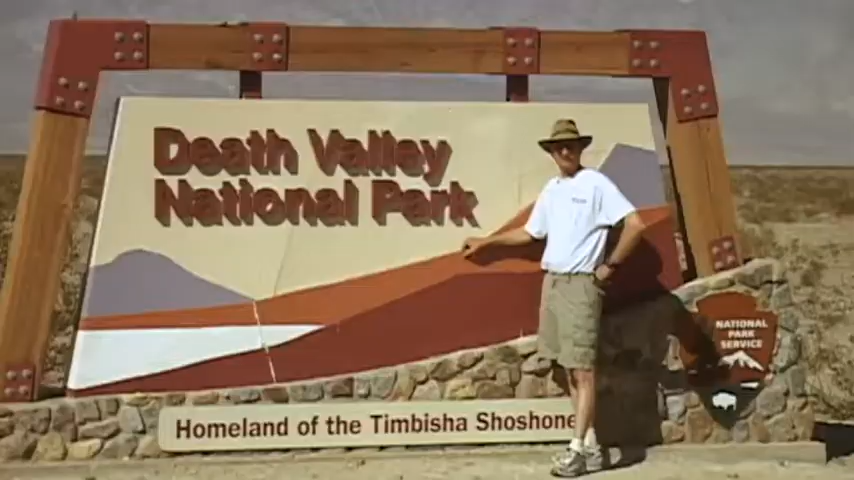 Death Valley
National Park
Homeland of the Timbisha Shoshone
NATIONAL
PARK
SERVICE